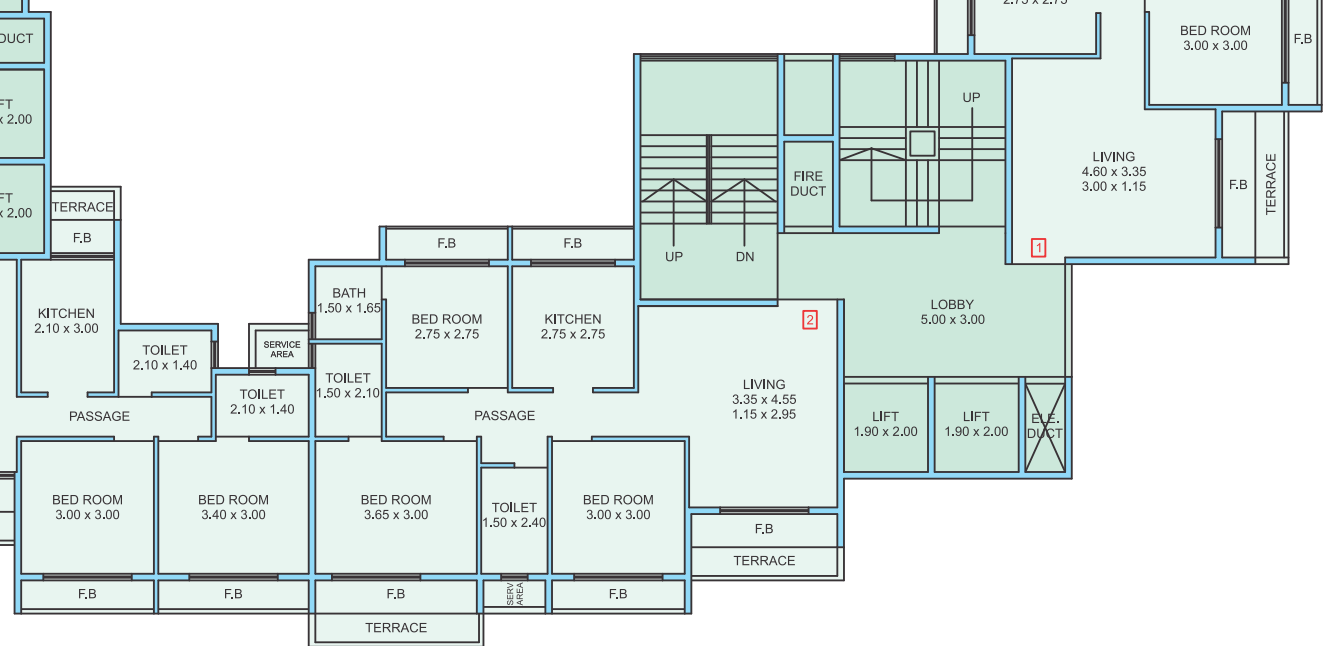 2.75 x 2.75
DUCT
BED ROOM
3.00 x 3.00
F.B
x 2.00
UP
LIVING
4.60 x 3.35
3.00 x 1.15
FIRE
DUCT
F.B
TERRACE
x 2.00
TERRACE
F.B
F.B
F.B
UP
DN
1
BATH
1.50 x 1.65
LOBBY
5.00 x 3.00
KITCHEN
2.10 x 3.00
BED ROOM
2.75 x 2.75
KITCHEN
2.75 x 2.75
2
TOILET
2.10 x 1.40
SERVICE
AREA
TOILET
1.50 x 2.10
LIVING
3.35 x 4.55
1.15 x 2.95
TOILET
2.10 x 1.40
PASSAGE
PASSAGE
LIFT
1.90 x 2.00
LIFT
1.90 x 2.00
ELE.
DUCT
BED ROOM
3.00 x 3.00
BED ROOM
3.40 x 3.00
BED ROOM
3.65 x 3.00
TOILET
1.50 x 2.40
BED ROOM
3.00 x 3.00
F.B
TERRACE
F.B
F.B
F.B
SERV
AREA
F.B
TERRACE